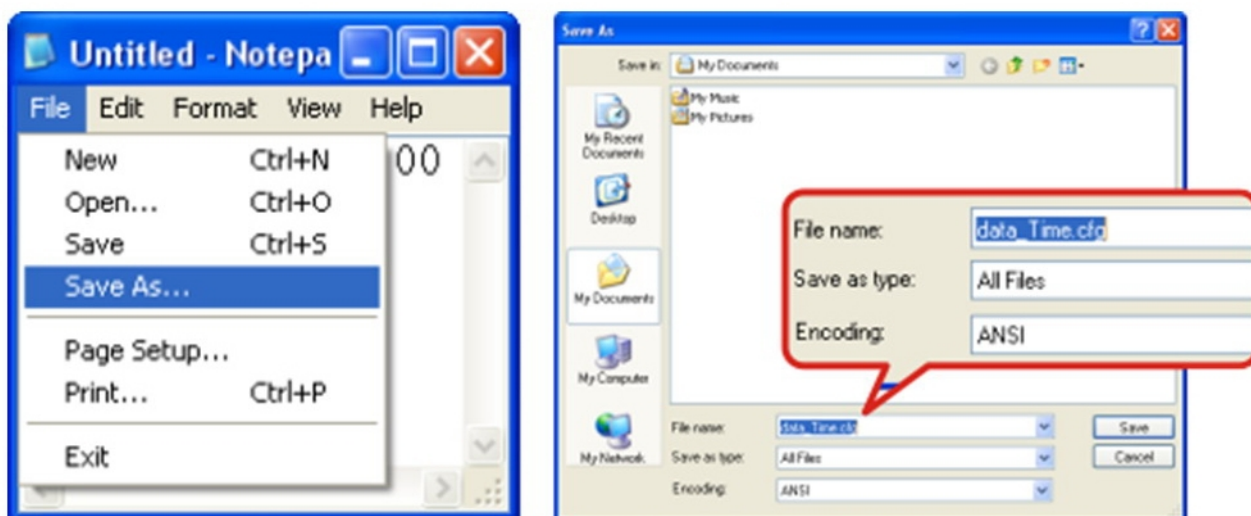 Untitled - Notepa
File Edit Format View Help
New Ctrl+N
Open... Ctrl+O
Save Ctrl+S
Save As...
Page Setup...
Print... Ctrl+P
Exit
00
Save As
Save in: My Documents
My Recent Documents
Desktop
My Documents
My Computer
My Network
My Music
My Pictures
File name: data_Time.cfg
Save as type: All Files
Encoding: ANSI
File name: data_Time.cfg
Save as type: All Files
Encoding: ANSI
Save
Cancel